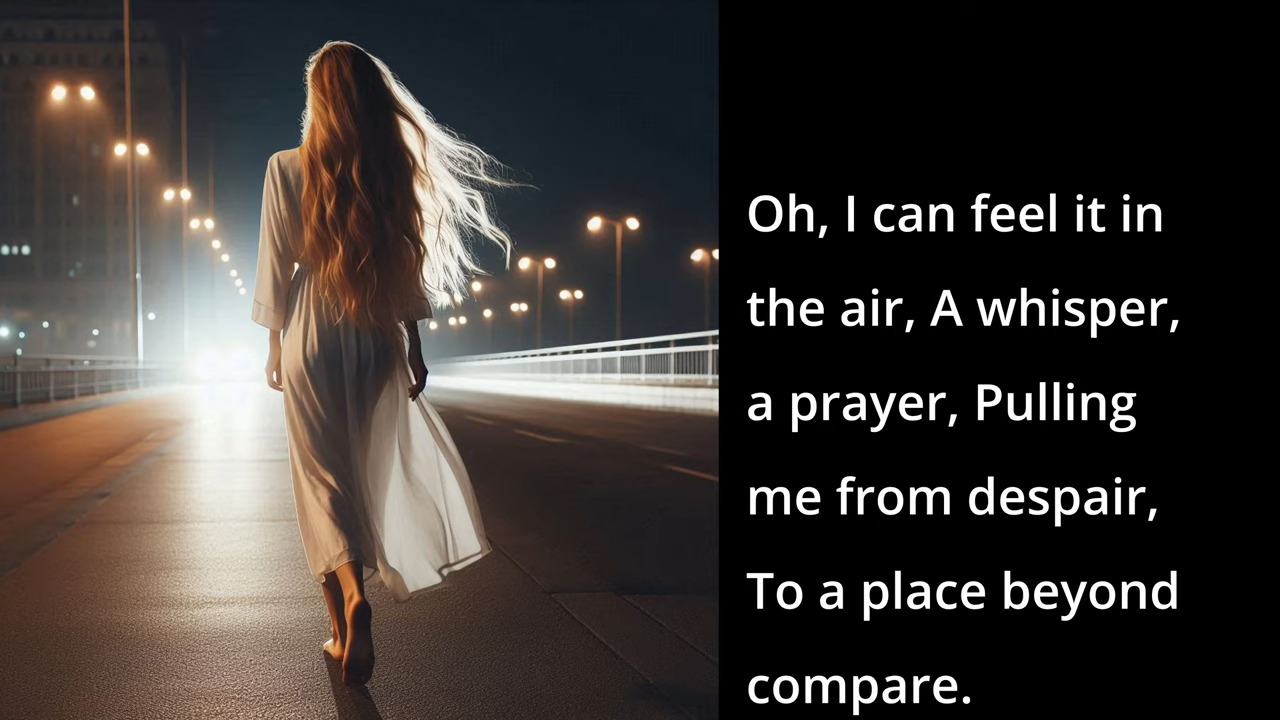 Oh, I can feel it in
the air, A whisper,
a prayer, Pulling
me from despair,
To a place beyond
compare.